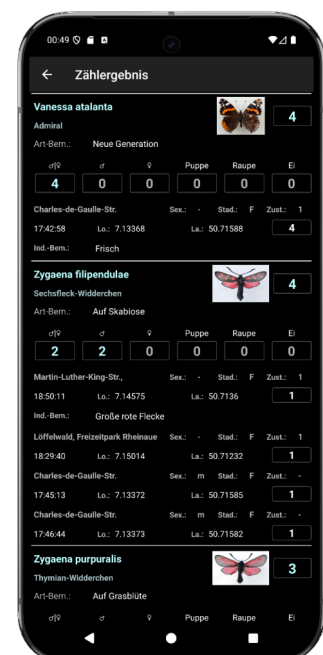 00:49
Zählergebnis
Vanessa atalanta
4
Admiral
Art-Bem.: Neue Generation
♂|♀ ♂ ♀ Puppe Raupe Ei
4 0 0 0 0 0
Charles-de-Gaulle-Str. Sex.: - Stad.: F Zust.: 1
17:42:58 Lo.: 7.13368 La.: 50.71588 4
Ind.-Bem.: Frisch
Zygaena filipendulae
4
Sechsfleck-Widderchen
Art-Bem.: Auf Skabiose
♂|♀ ♂ ♀ Puppe Raupe Ei
2 2 0 0 0 0
Martin-Luther-King-Str., Sex.: - Stad.: F Zust.: 1
18:50:11 Lo.: 7.14575 La.: 50.7136 1
Ind.-Bem.: Große rote Flecke
Löffelwald, Freizeitpark Rheinaue Sex.: - Stad.: F Zust.: 1
18:29:40 Lo.: 7.15014 La.: 50.71232 1
Charles-de-Gaulle-Str. Sex.: m Stad.: F Zust.: -
17:45:13 Lo.: 7.13372 La.: 50.71585 1
Charles-de-Gaulle-Str. Sex.: m Stad.: F Zust.: -
17:46:44 Lo.: 7.13373 La.: 50.71582 1
Zygaena purpuralis
3
Thymian-Widderchen
Art-Bem.: Auf Grasblüte
♂|♀ ♂ ♀ Puppe Raupe Ei